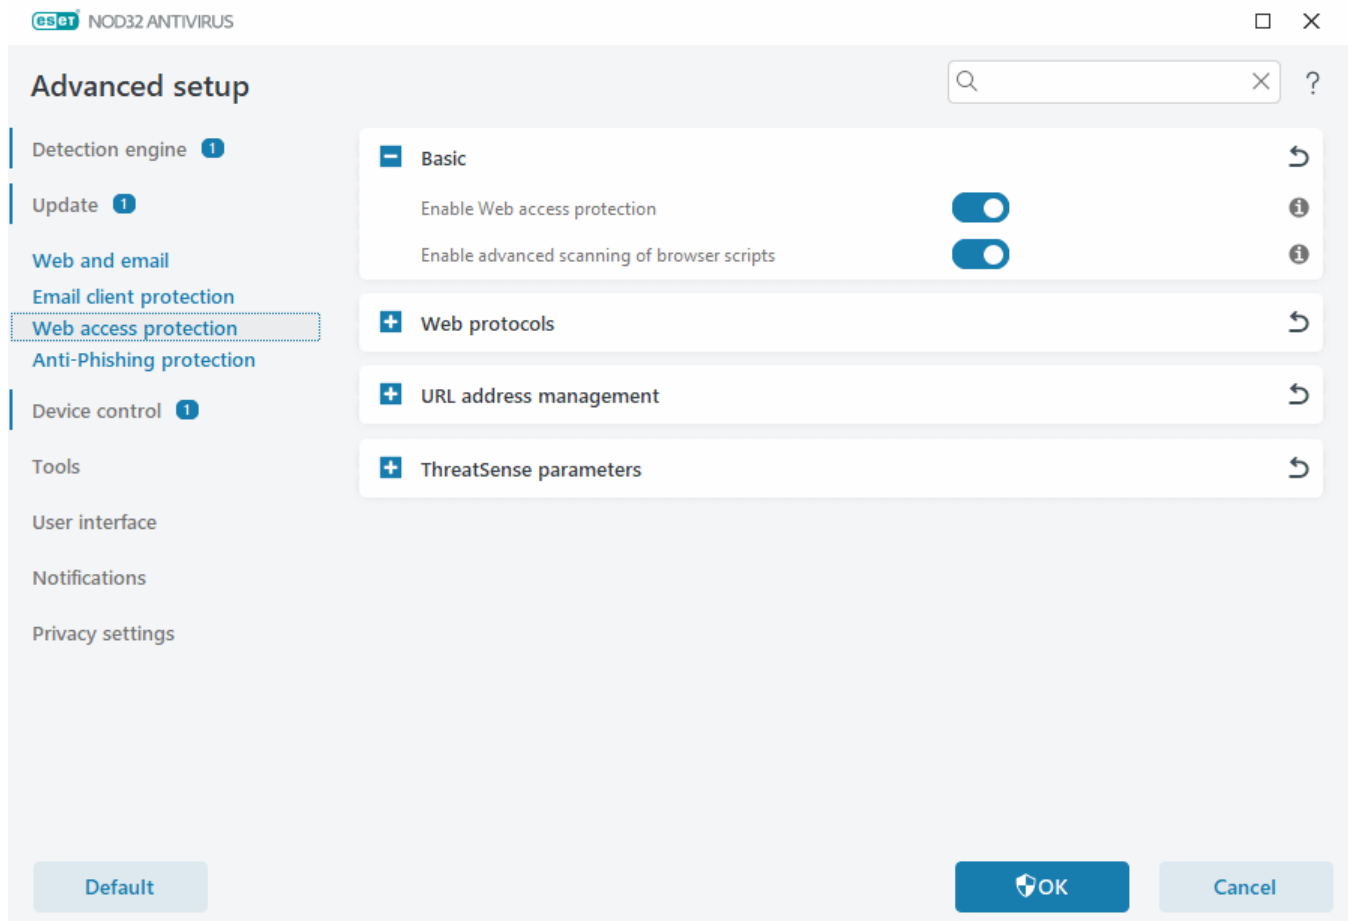 eset NOD32 ANTIVIRUS
Advanced setup
?
Detection engine 1
Update 1
Web and email
Email client protection
Web access protection
Anti-Phishing protection
Device control 1
Tools
User interface
Notifications
Privacy settings
Basic
Enable Web access protection
Enable advanced scanning of browser scripts
Web protocols
URL address management
ThreatSense parameters
Default
OK
Cancel